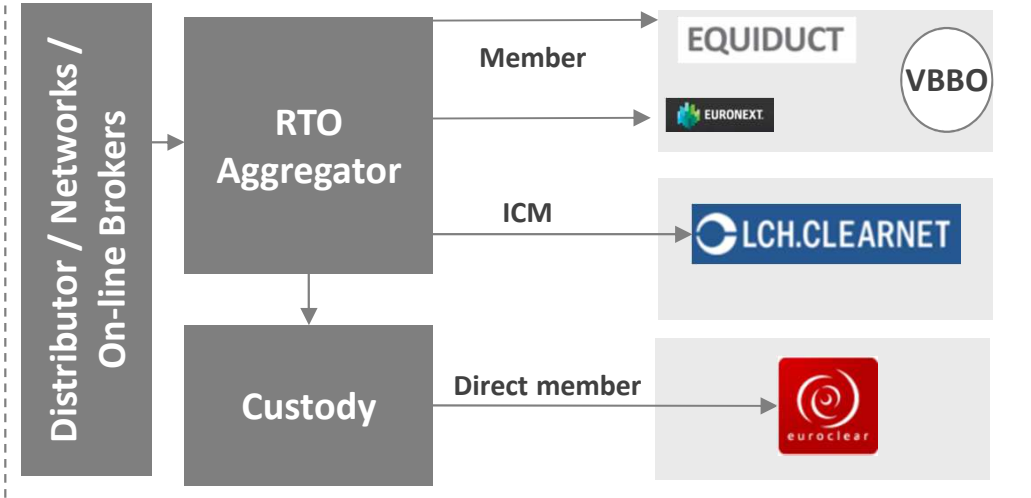 Distributor / Networks /
On-line Brokers
RTO
Aggregator
Custody
Member
ICM
Direct member
EQUIDUCT
VBBO
EURONEXT.
LCH.CLEARNET
euroclear